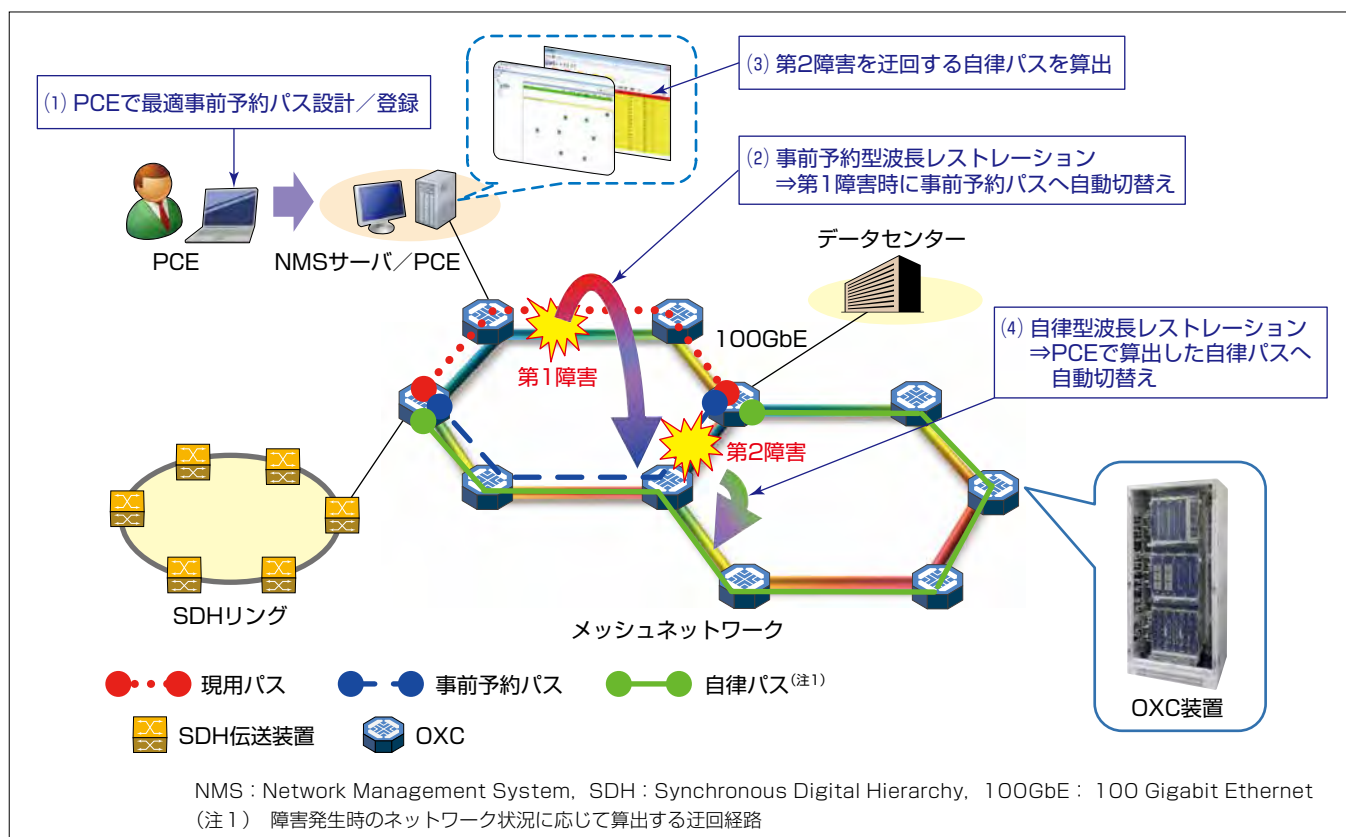 (3) 第2障害を迂回する自律パスを算出
(1) PCEで最適事前予約パス設計／登録
(2) 事前予約型波長レストレーション
⇒第1障害時に事前予約パスへ自動切替え
PCE
NMSサーバ／PCE
データセンター
100GbE
(4) 自律型波長レストレーション
⇒PCEで算出した自律パスへ
自動切替え
第1障害
第2障害
SDHリング
メッシュネットワーク
OXC装置
現用パス
事前予約パス
自律パス(注1)
SDH伝送装置
OXC
NMS：Network Management System, SDH：Synchronous Digital Hierarchy, 100GbE： 100 Gigabit Ethernet
(注1) 障害発生時のネットワーク状況に応じて算出する迂回経路